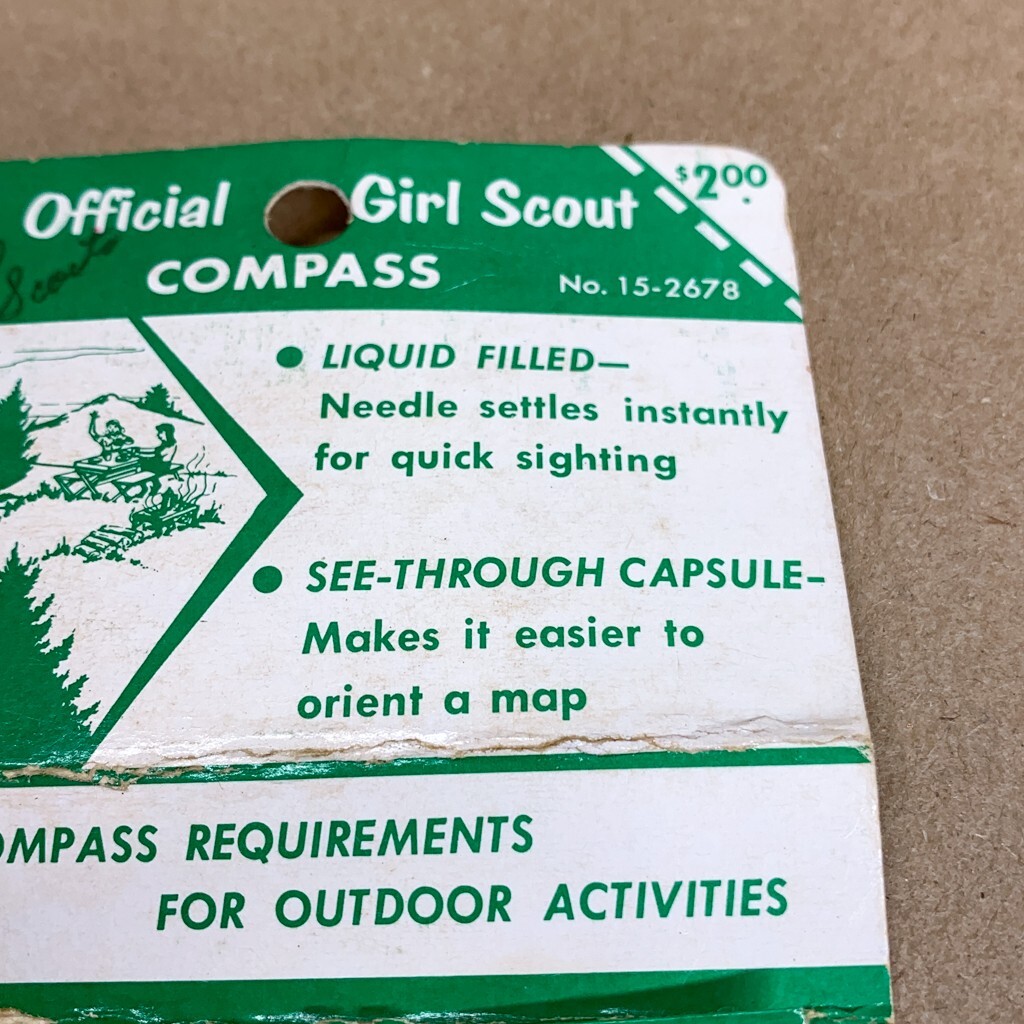 $2.00
Official Girl Scout
Scouts
COMPASS
No. 15-2678
• LIQUID FILLED—
Needle settles instantly
for quick sighting
• SEE-THROUGH CAPSULE–
Makes it easier to
orient a map
OMPASS REQUIREMENTS
FOR OUTDOOR ACTIVITIES